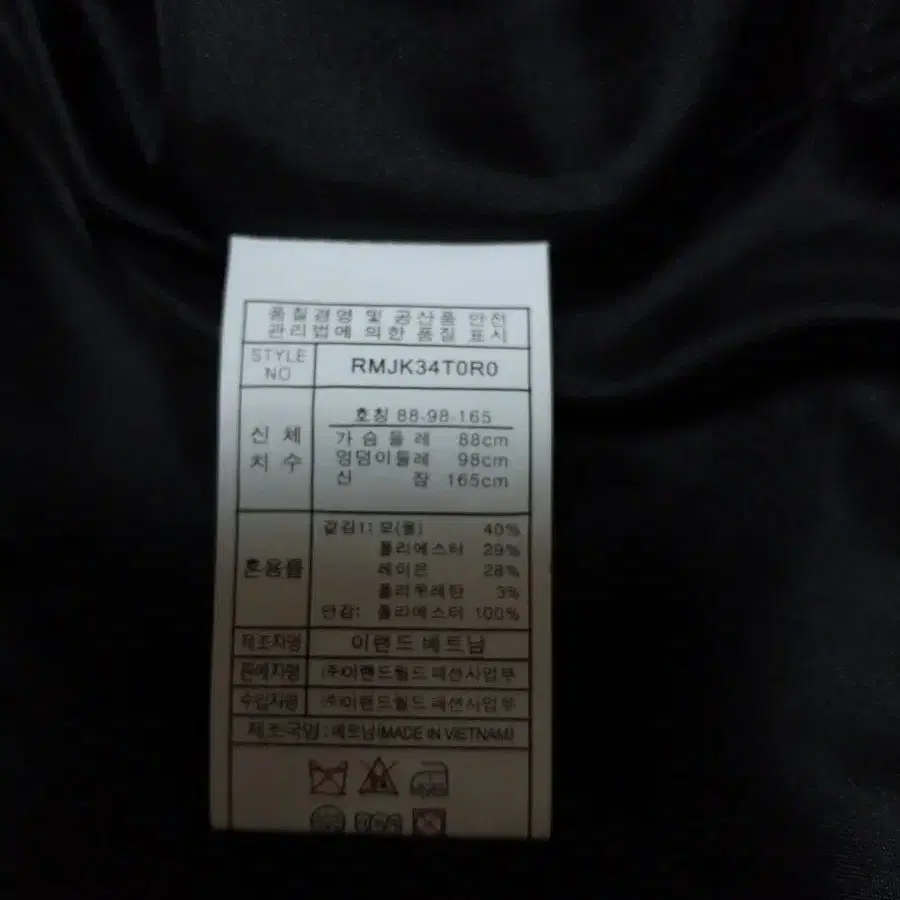 품질경영 및 공산품 안전
관리법에 의한 품질 표시
STYLE NO RMJK34T0R0
신체 치수
호칭 88-98-165
가슴둘레 88cm
엉덩이둘레 98cm
신장 165cm
혼용률
겉감1: 모(울) 40%
폴리에스터 29%
레이온 28%
폴리우레탄 3%
안감: 폴리에스터 100%
제조자명 이랜드 베트남
판매자명 (주)이랜드월드 패션사업부
수입자명 (주)이랜드월드 패션사업부
제조국명 : 베트남(MADE IN VIETNAM)